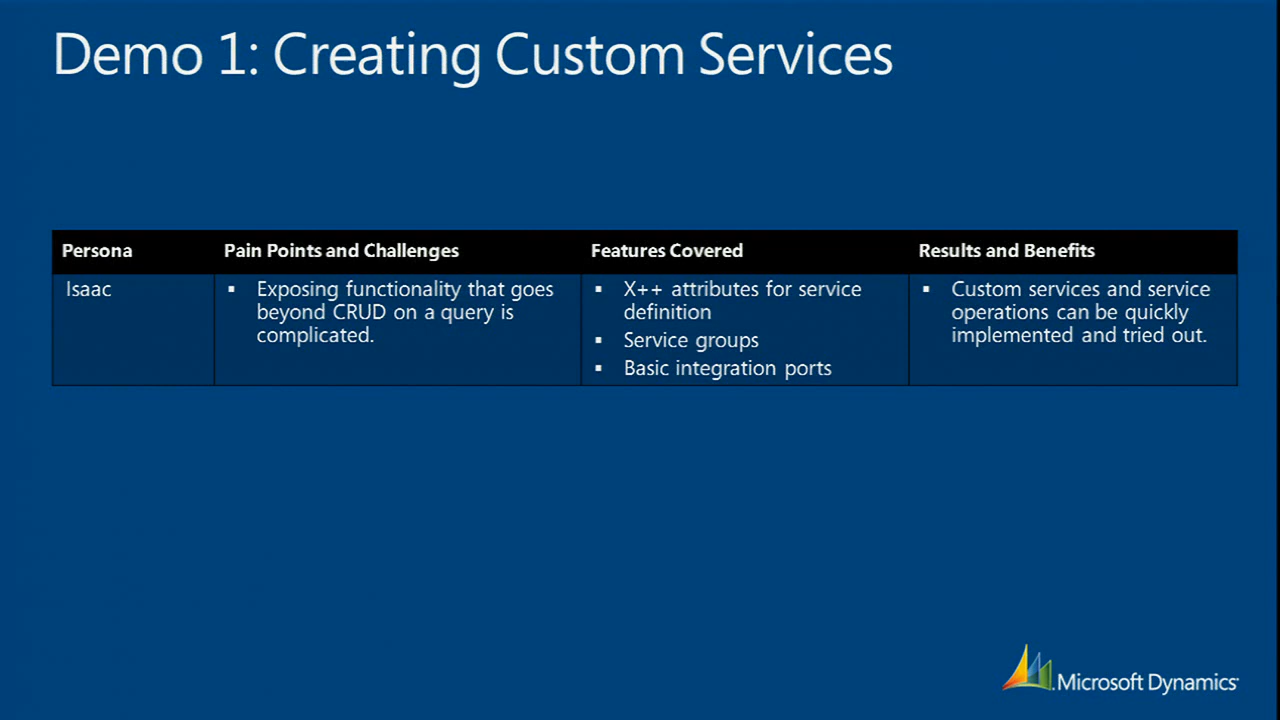 Demo 1: Creating Custom Services
Persona
Pain Points and Challenges
Features Covered
Results and Benefits
Isaac
▪ Exposing functionality that goes
beyond CRUD on a query is
complicated.
▪ X++ attributes for service
definition
▪ Service groups
▪ Basic integration ports
▪ Custom services and service
operations can be quickly
implemented and tried out.
Microsoft Dynamics